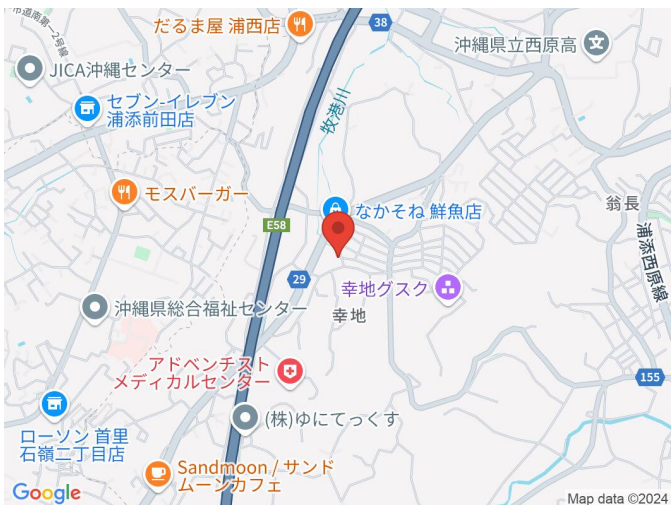 だるま屋 浦西店
38
沖縄県立西原高
JICA沖縄センター
セブン-イレブン
浦添前田店
牧港川
モスバーガー
なかそね 鮮魚店
翁長
E58
浦添西原線
29
幸地グスク
沖縄県総合福祉センター
幸地
アドベンチスト
メディカルセンター
155
(株)ゆにてっくす
ローソン 首里
石嶺二丁目店
Sandmoon / サンド
ムーンカフェ
Google
Map data ©2024